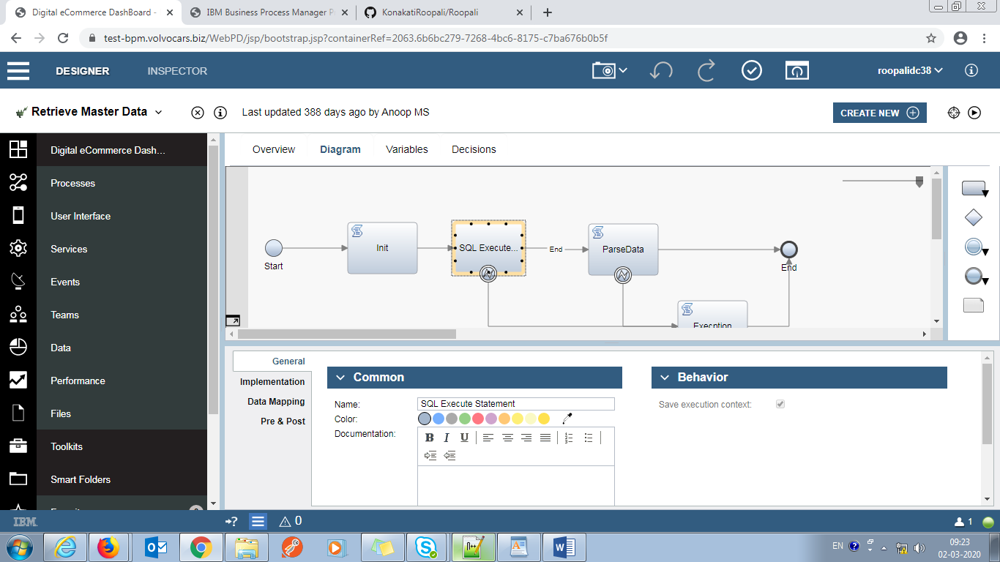 Digital eCommerce DashBoard -
IBM Business Process Manager P
KonakatiRoopali/Roopali
test-bpm.volvocars.biz/WebPD/jsp/bootstrap.jsp?containerRef=2063.6b6bc279-7268-4bc6-8175-c7ba676b0b5f
DESIGNER INSPECTOR roopalidc38
Retrieve Master Data Last updated 388 days ago by Anoop MS CREATE NEW
Digital eCommerce Dash...
Processes
User Interface
Services
Events
Teams
Data
Performance
Files
Toolkits
Smart Folders
Overview Diagram Variables Decisions
Start
Init
SQL Execute...
End
ParseData
End
Execption
General
Implementation
Data Mapping
Pre & Post
Common
Name: SQL Execute Statement
Color:
Documentation:
B I U
Behavior
Save execution context:
IBM
0
1
EN
09:23
02-03-2020